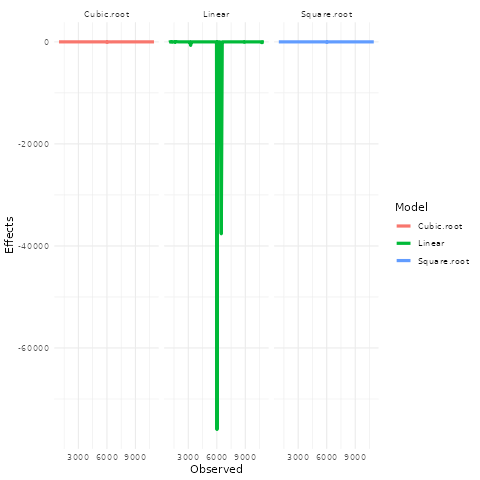 Cubic.root Linear Square.root
0
-20000
-40000
-60000
Effects
3000 6000 9000 3000 6000 9000 3000 6000 9000
Observed
Model
Cubic.root
Linear
Square.root